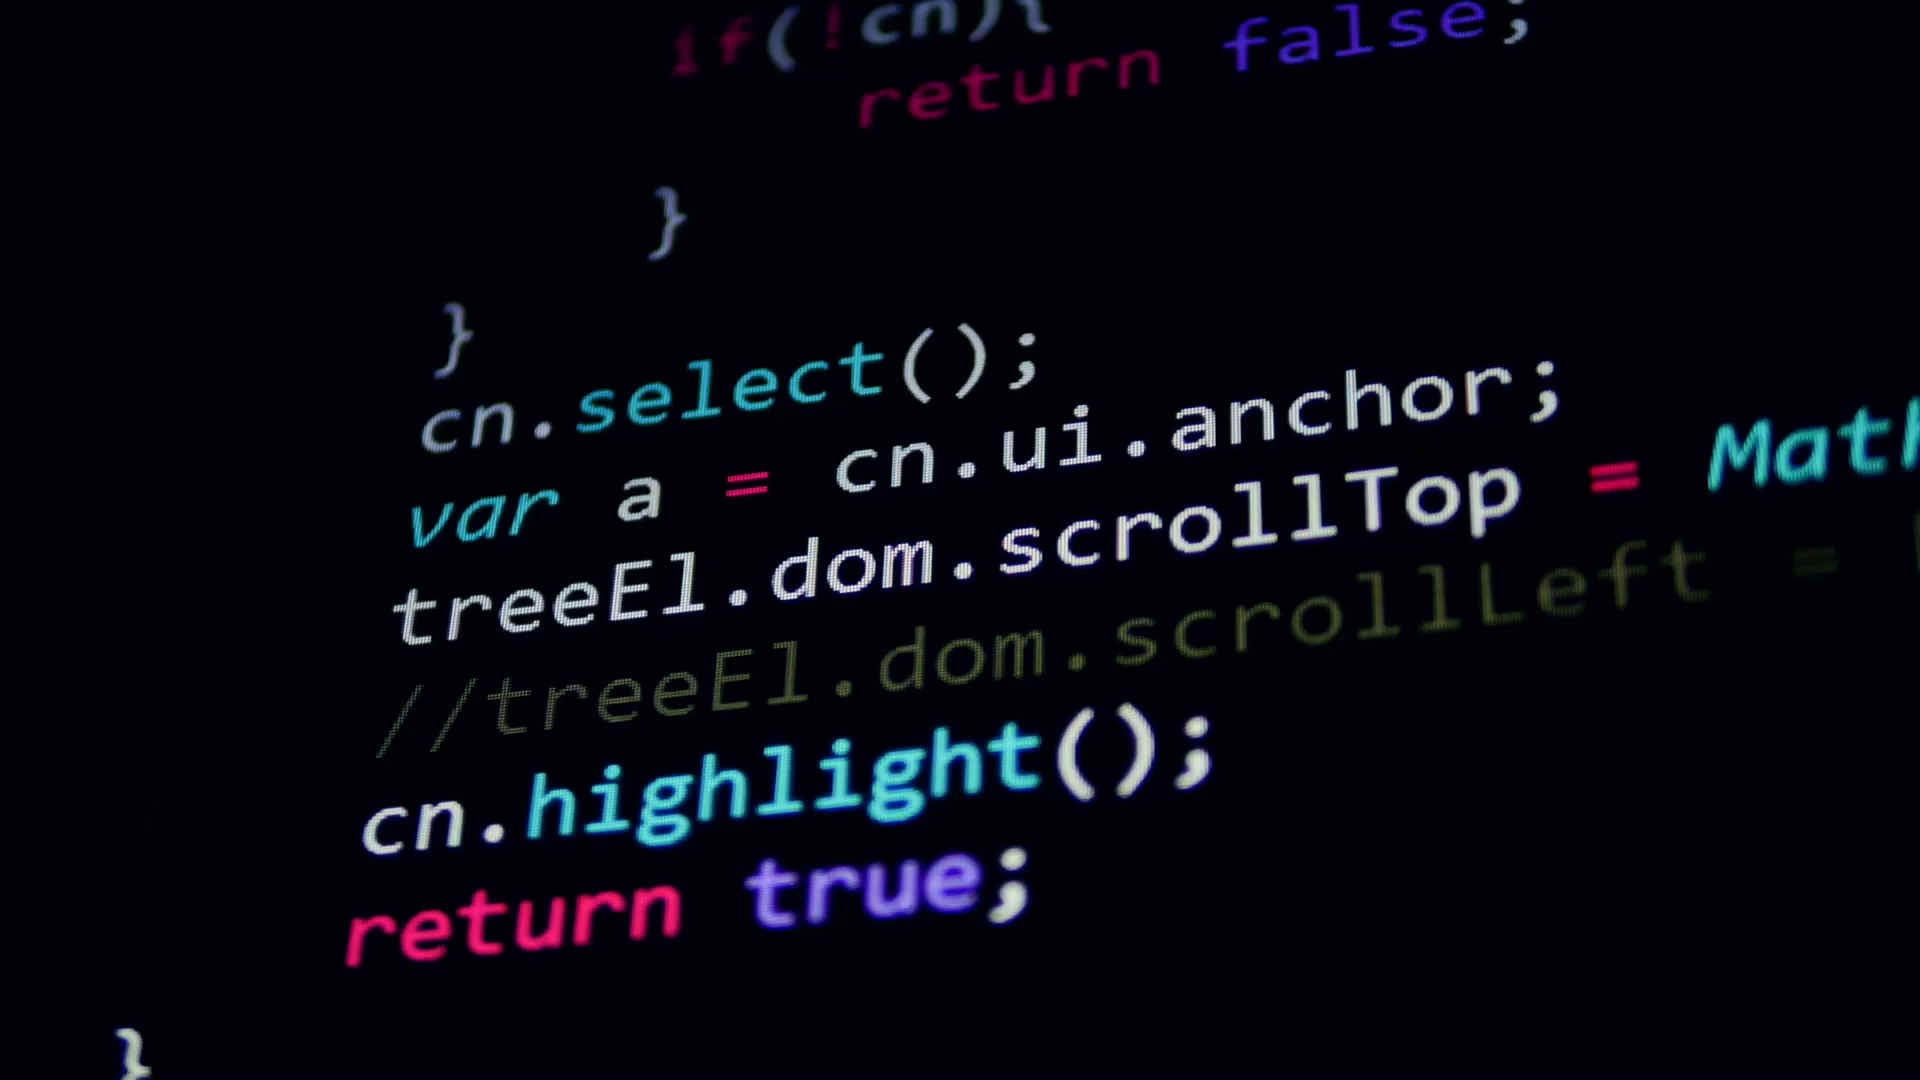 if(!cn){
return false;
}
}
cn.select();
var a = cn.ui.anchor;
treeEl.dom.scrollTop = Math
//treeEl.dom.scrollLeft =
cn.highlight();
return true;
}